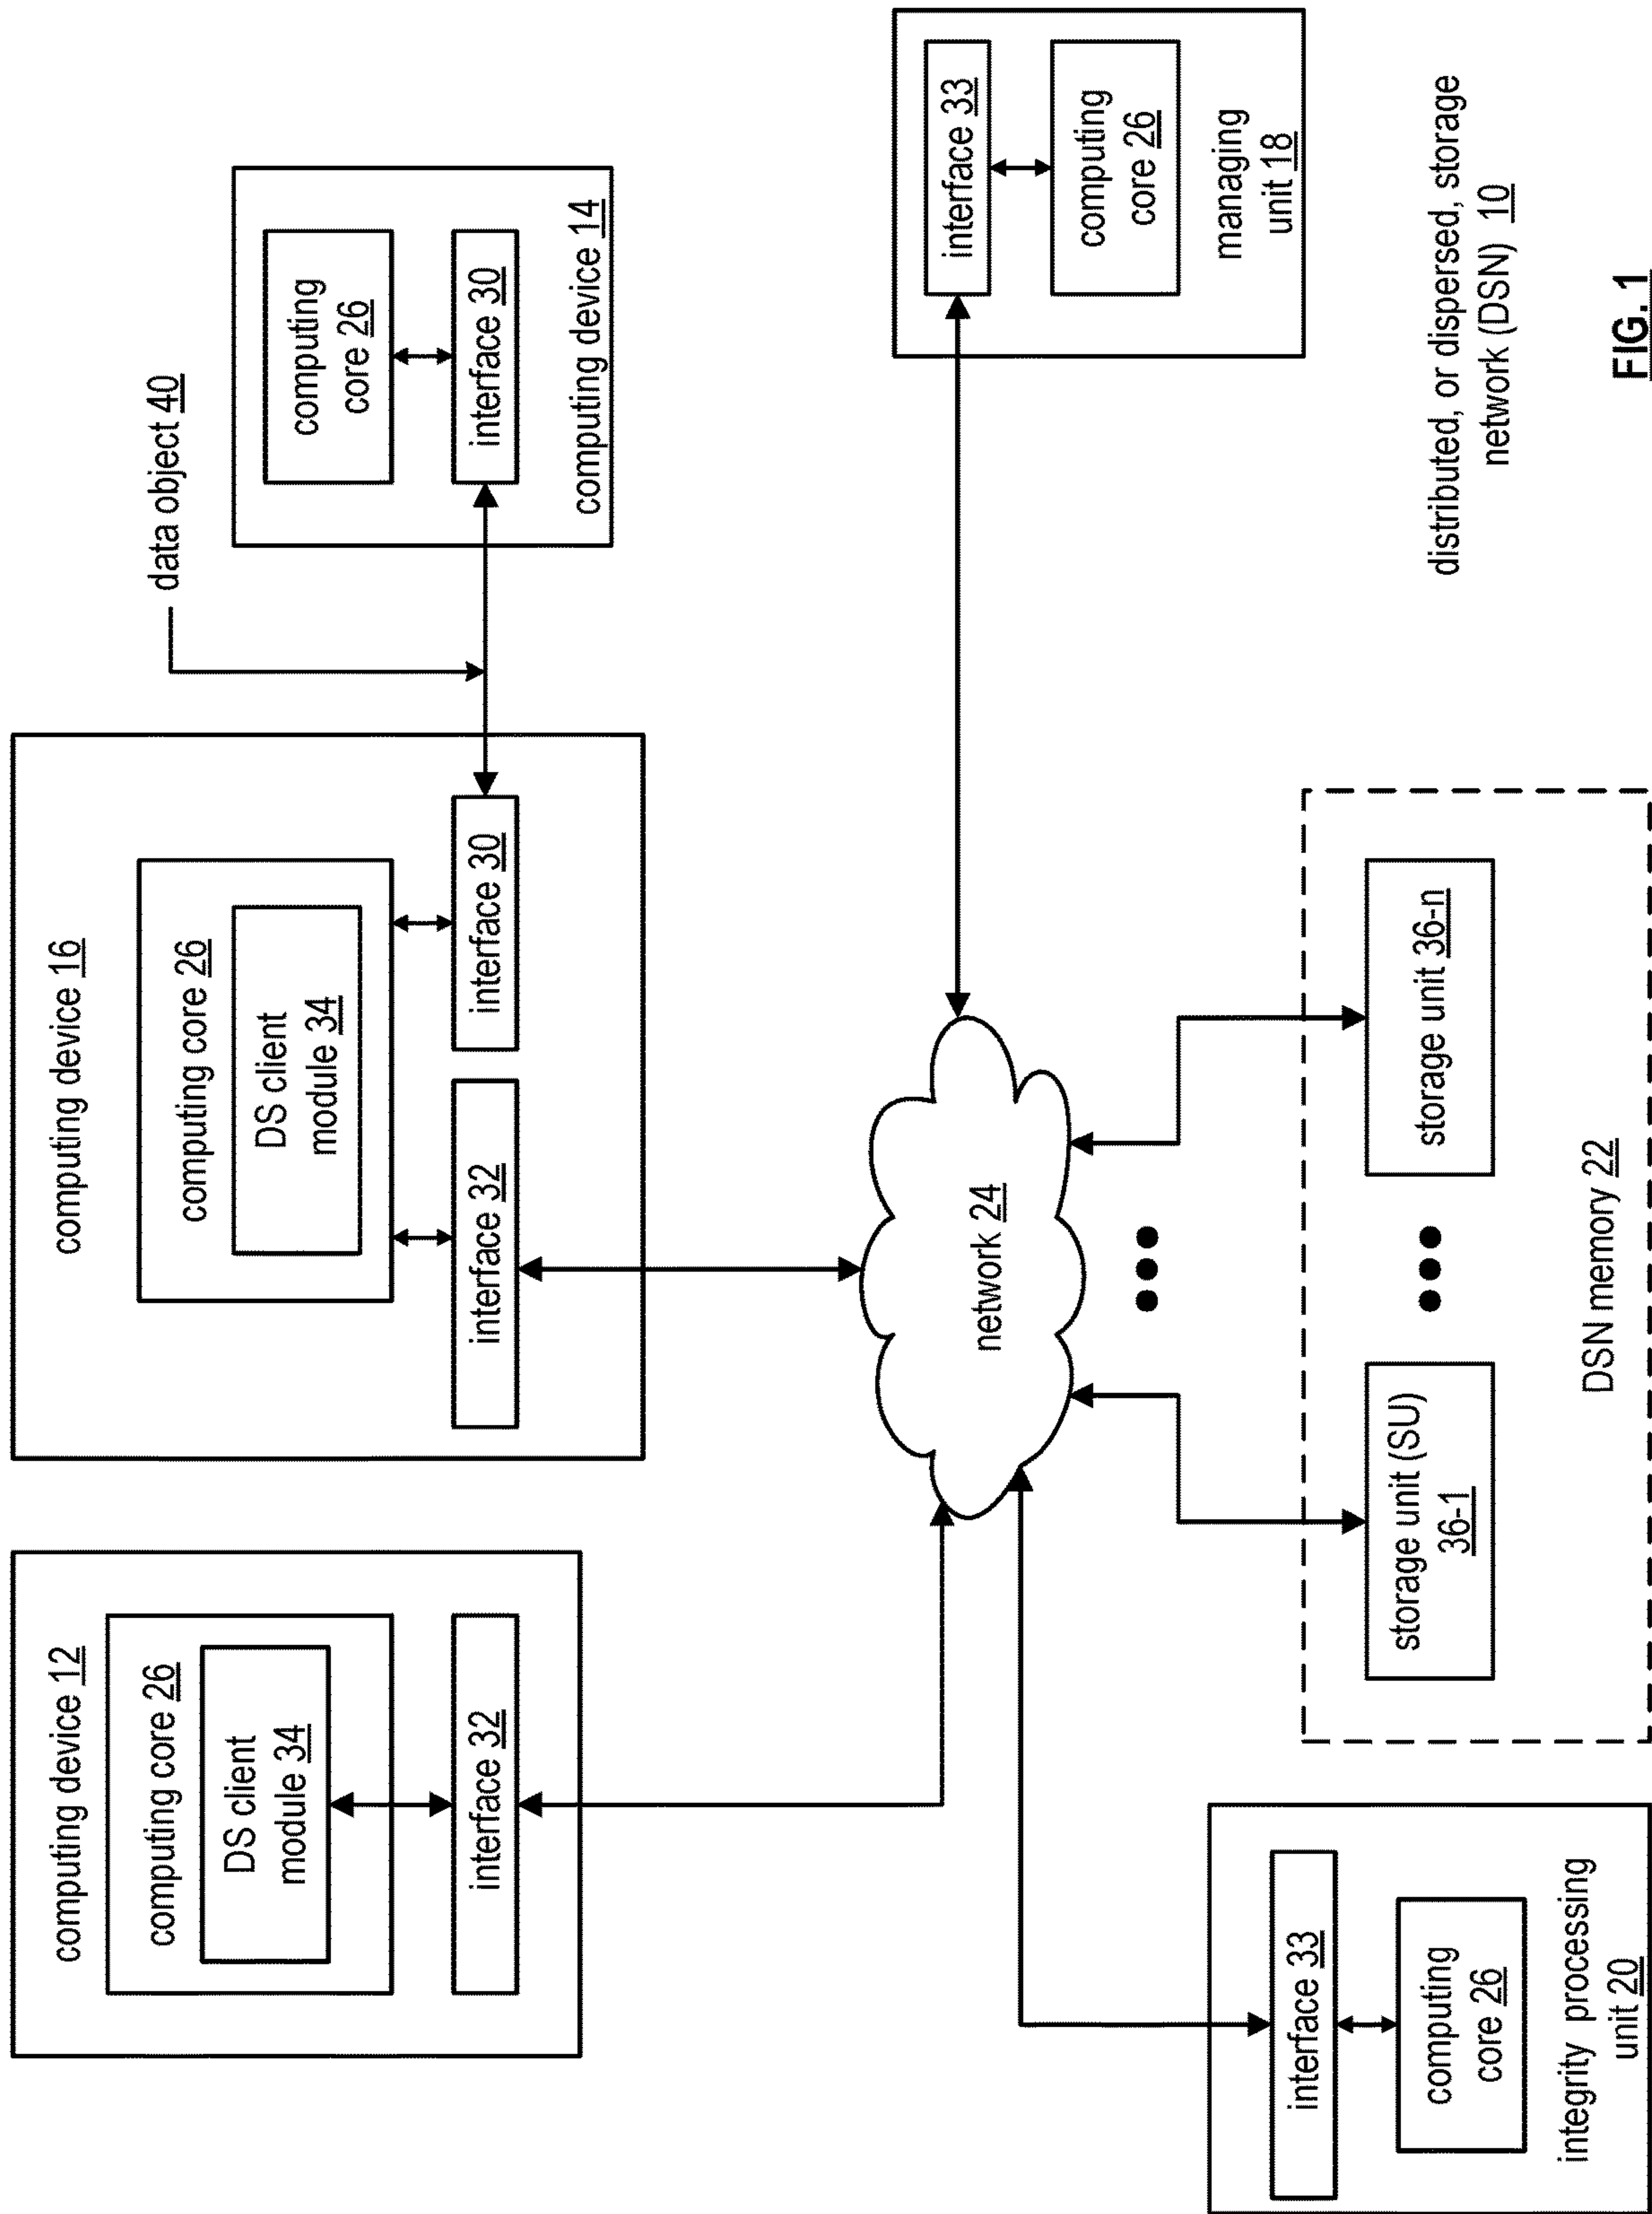 computing device 12
computing core 26
DS client
module 34
interface 32
computing device 16
computing core 26
DS client
module 34
interface 32
interface 30
data object 40
computing
core 26
interface 30
computing device 14
network 24
interface 33
computing
core 26
managing
unit 18
interface 33
computing
core 26
integrity processing
unit 20
storage unit (SU)
36-1
storage unit 36-n
DSN memory 22
distributed, or dispersed, storage
network (DSN) 10
FIG. 1